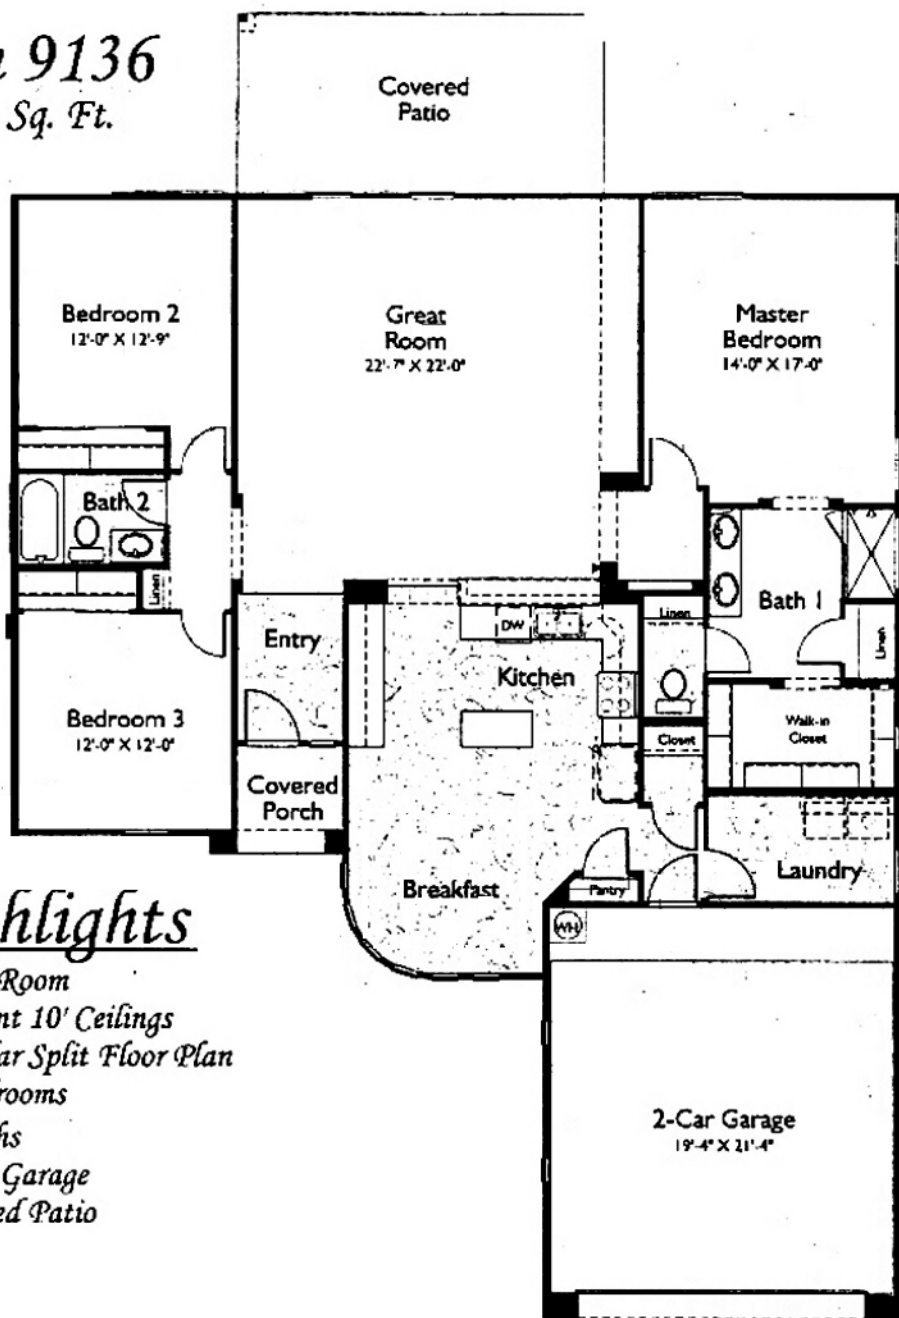 9136
Sq. Ft.
Covered
Patio
Bedroom 2
12'-0" X 12'-9"
Great
Room
22'-7" X 22'-0"
Master
Bedroom
14'-0" X 17'-0"
Bath 2
Linen
Entry
DW
Kitchen
Linen
Bath 1
Linen
Bedroom 3
12'-0" X 12'-0"
Covered
Porch
Closet
Walk-in
Closet
Breakfast
Pantry
Laundry
WH
2-Car Garage
19'-4" X 21'-4"
hlights
Room
nt 10' Ceilings
ar Split Floor Plan
rooms
hs
Garage
ed Patio